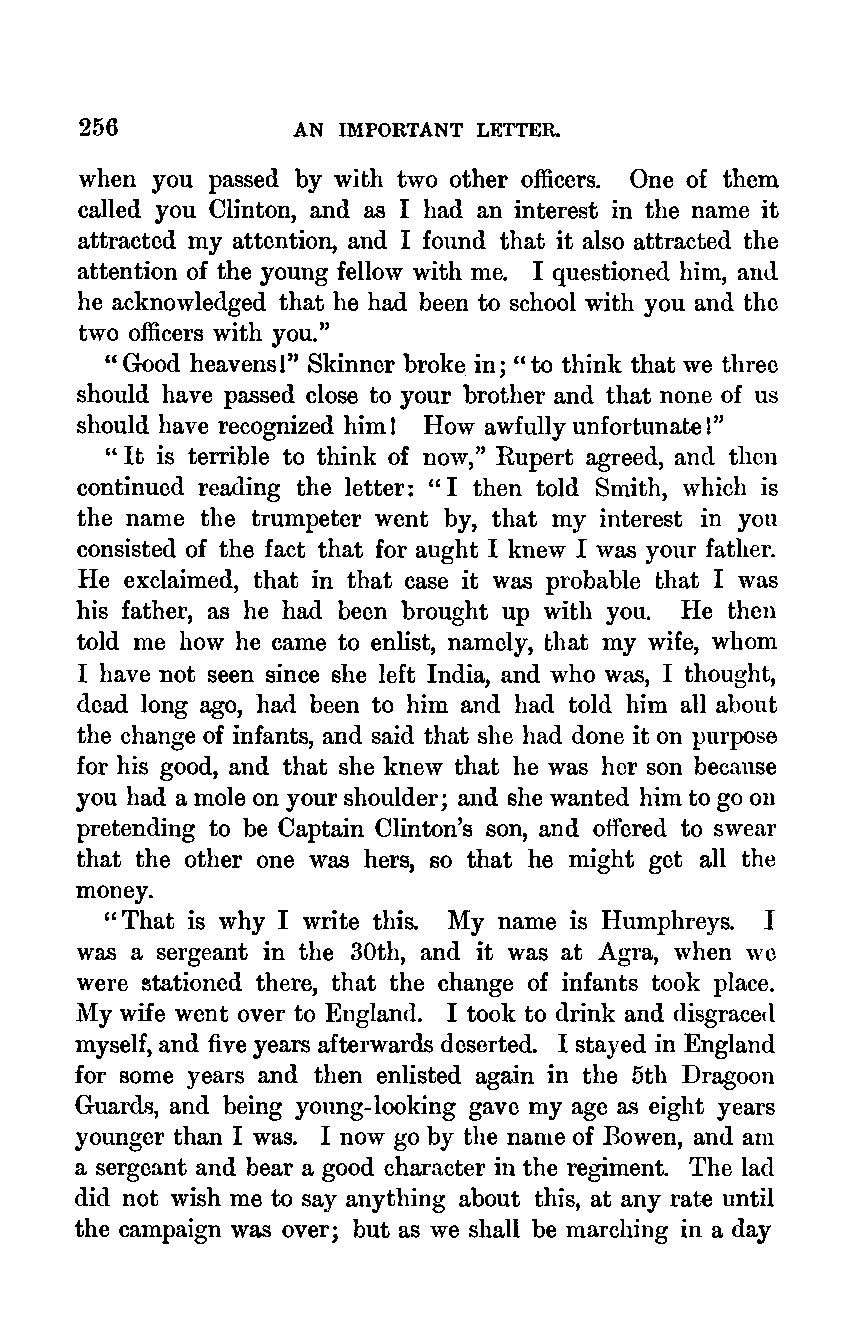 256 AN IMPORTANT LETTER.
when you passed by with two other officers. One of them
called you Clinton, and as I had an interest in the name it
attracted my attention, and I found that it also attracted the
attention of the young fellow with me. I questioned him, and
he acknowledged that he had been to school with you and the
two officers with you.”
“Good heavens!” Skinner broke in; “to think that we three
should have passed close to your brother and that none of us
should have recognized him! How awfully unfortunate!”
“It is terrible to think of now,” Rupert agreed, and then
continued reading the letter: “I then told Smith, which is
the name the trumpeter went by, that my interest in you
consisted of the fact that for aught I knew I was your father.
He exclaimed, that in that case it was probable that I was
his father, as he had been brought up with you. He then
told me how he came to enlist, namely, that my wife, whom
I have not seen since she left India, and who was, I thought,
dead long ago, had been to him and had told him all about
the change of infants, and said that she had done it on purpose
for his good, and that she knew that he was her son because
you had a mole on your shoulder; and she wanted him to go on
pretending to be Captain Clinton’s son, and offered to swear
that the other one was hers, so that he might get all the
money.
“That is why I write this. My name is Humphreys. I
was a sergeant in the 30th, and it was at Agra, when we
were stationed there, that the change of infants took place.
My wife went over to England. I took to drink and disgraced
myself, and five years afterwards deserted. I stayed in England
for some years and then enlisted again in the 5th Dragoon
Guards, and being young-looking gave my age as eight years
younger than I was. I now go by the name of Bowen, and am
a sergeant and bear a good character in the regiment. The lad
did not wish me to say anything about this, at any rate until
the campaign was over; but as we shall be marching in a day